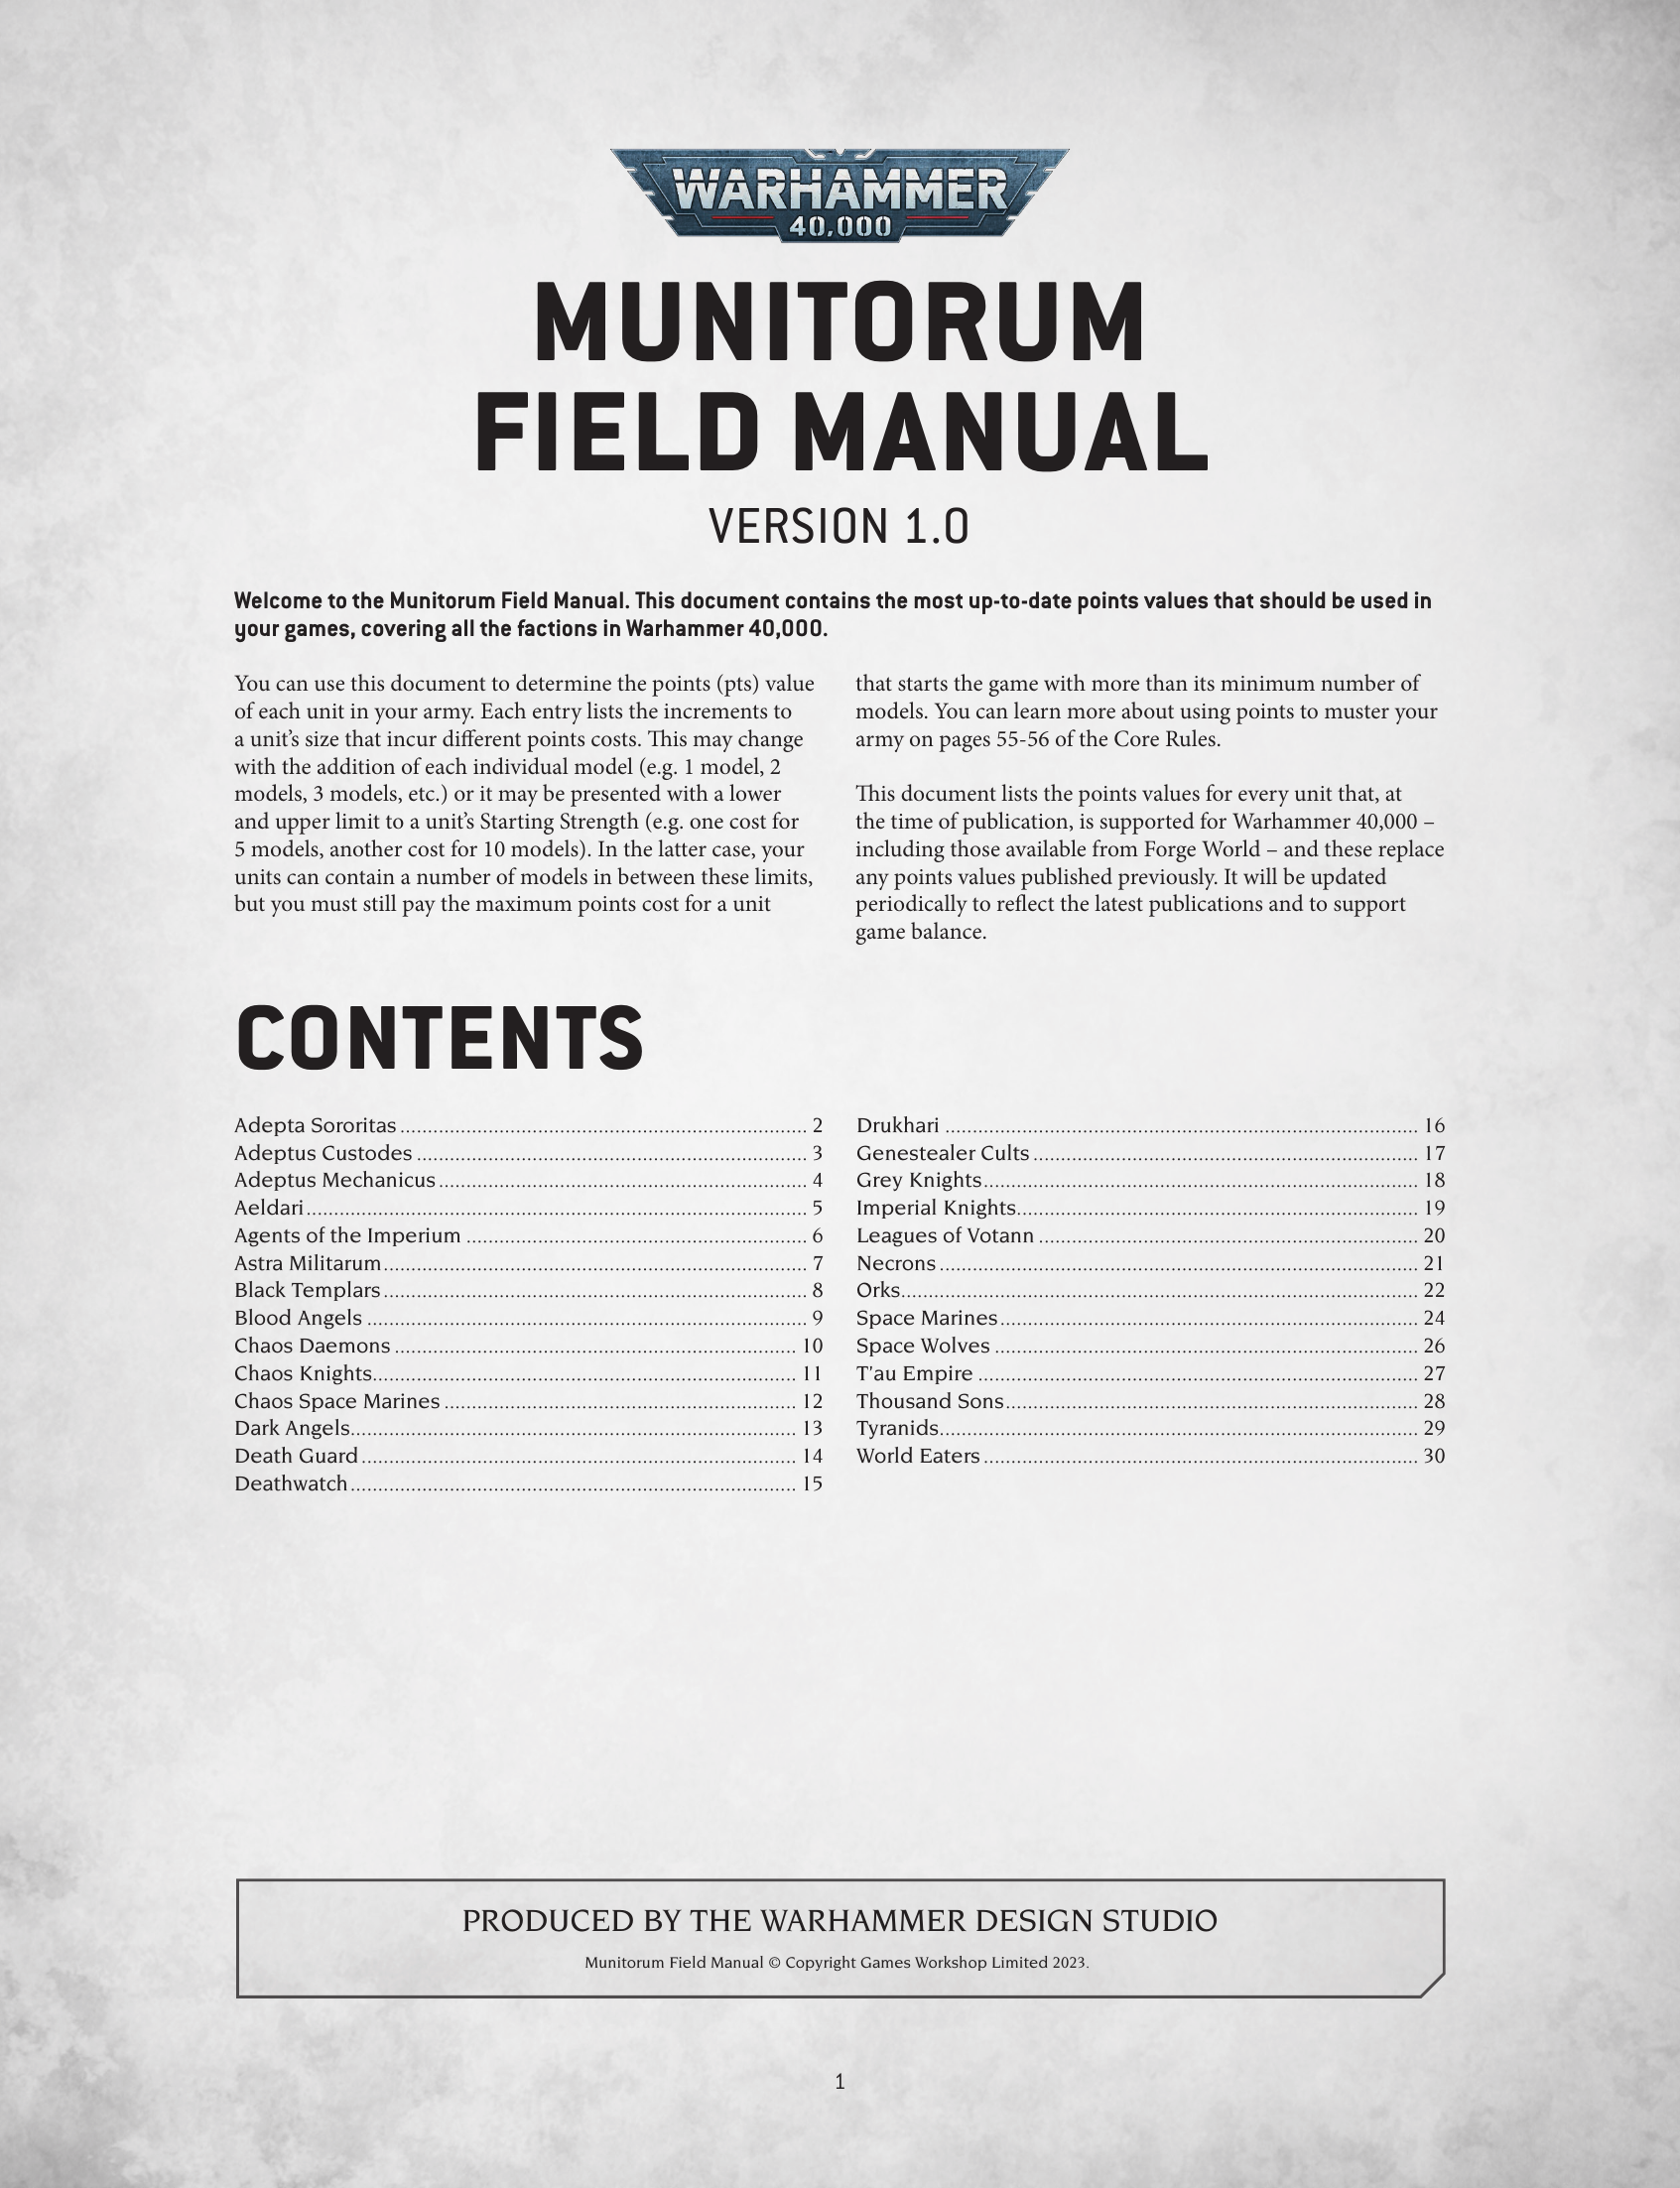 WARHAMMER
40,000
MUNITORUM
FIELD MANUAL
VERSION 1.0
Welcome to the Munitorum Field Manual. This document contains the most up-to-date points values that should be used in
your games, covering all the factions in Warhammer 40,000.
You can use this document to determine the points (pts) value
of each unit in your army. Each entry lists the increments to
a unit's size that incur different points costs. This may change
with the addition of each individual model (e.g. 1 model, 2
models, 3 models, etc.) or it may be presented with a lower
and upper limit to a unit's Starting Strength (e.g. one cost for
5 models, another cost for 10 models). In the latter case, your
units can contain a number of models in between these limits,
but you must still pay the maximum points cost for a unit
that starts the game with more than its minimum number of
models. You can learn more about using points to muster your
army on pages 55-56 of the Core Rules.
This document lists the points values for every unit that, at
the time of publication, is supported for Warhammer 40,000 –
including those available from Forge World – and these replace
any points values published previously. It will be updated
periodically to reflect the latest publications and to support
game balance.
CONTENTS
Adepta Sororitas 2
Adeptus Custodes 3
Adeptus Mechanicus 4
Aeldari 5
Agents of the Imperium 6
Astra Militarum 7
Black Templars 8
Blood Angels 9
Chaos Daemons 10
Chaos Knights 11
Chaos Space Marines 12
Dark Angels 13
Death Guard 14
Deathwatch 15
Drukhari 16
Genestealer Cults 17
Grey Knights 18
Imperial Knights 19
Leagues of Votann 20
Necrons 21
Orks 22
Space Marines 24
Space Wolves 26
T'au Empire 27
Thousand Sons 28
Tyranids 29
World Eaters 30
PRODUCED BY THE WARHAMMER DESIGN STUDIO
Munitorum Field Manual © Copyright Games Workshop Limited 2023.
1